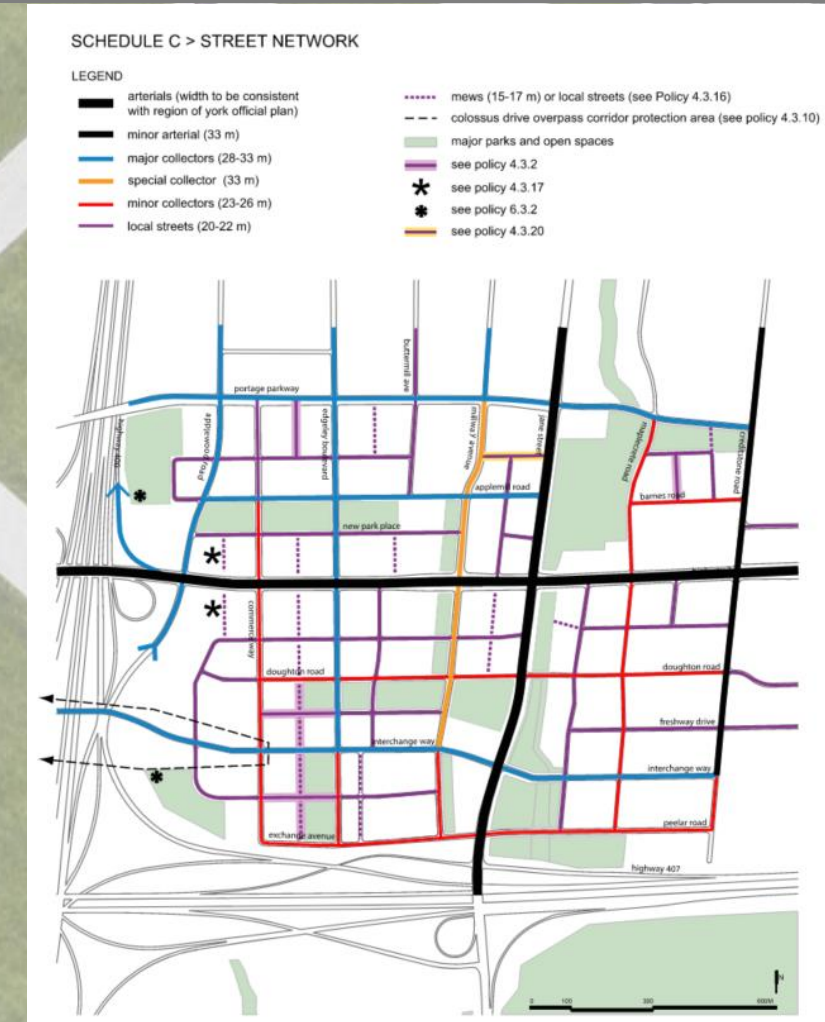 SCHEDULE C > STREET NETWORK
LEGEND
arterials (width to be consistent
with region of york official plan)
minor arterial (33 m)
major collectors (28-33 m)
special collector (33 m)
minor collectors (23-26 m)
local streets (20-22 m)
mews (15-17 m) or local streets (see Policy 4.3.16)
colossus drive overpass corridor protection area (see policy 4.3.10)
major parks and open spaces
see policy 4.3.2
see policy 4.3.17
see policy 6.3.2
see policy 4.3.20
buttermill ave
portage parkway
highway 400
applewood road
edgeley boulevard
millway avenue
jane street
maplecrete road
creditstone road
applemill road
barnes road
new park place
commerce way
doughton road
doughton road
freshway drive
interchange way
interchange way
peelar road
exchange avenue
highway 407
N
0 100 300 600M